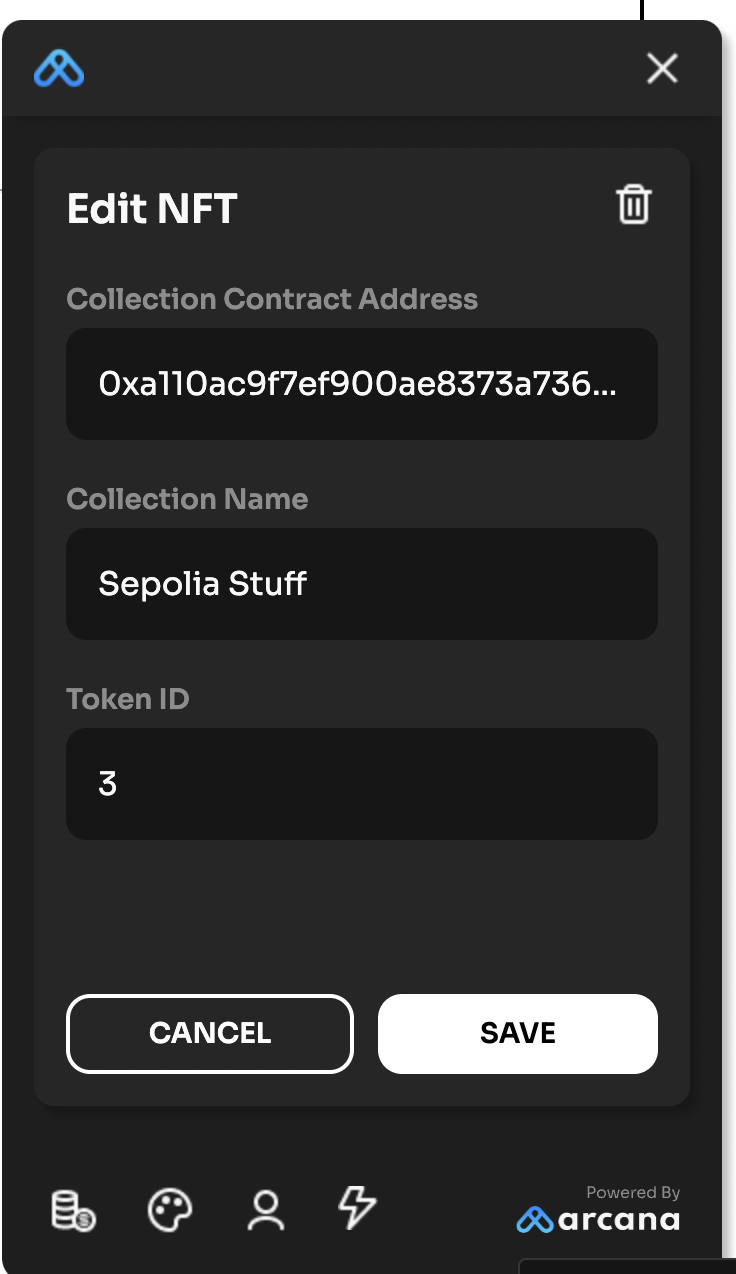 Edit NFT
Collection Contract Address
0xa110ac9f7ef900ae8373a736...
Collection Name
Sepolia Stuff
Token ID
3
CANCEL
SAVE
Powered By
arcana